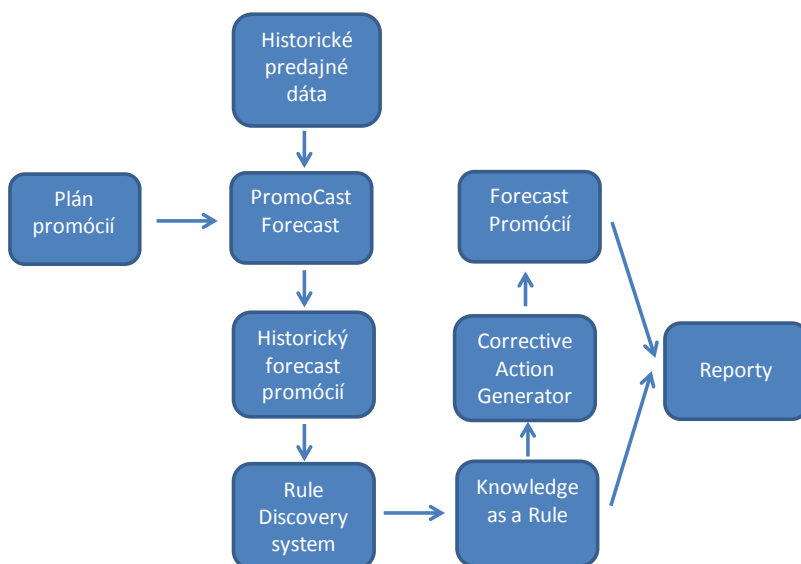 Historické
predajné
dáta
Plán
promócií
PromoCast
Forecast
Historický
forecast
promócií
Rule
Discovery
system
Knowledge
as a Rule
Corrective
Action
Generator
Forecast
Promócií
Reporty